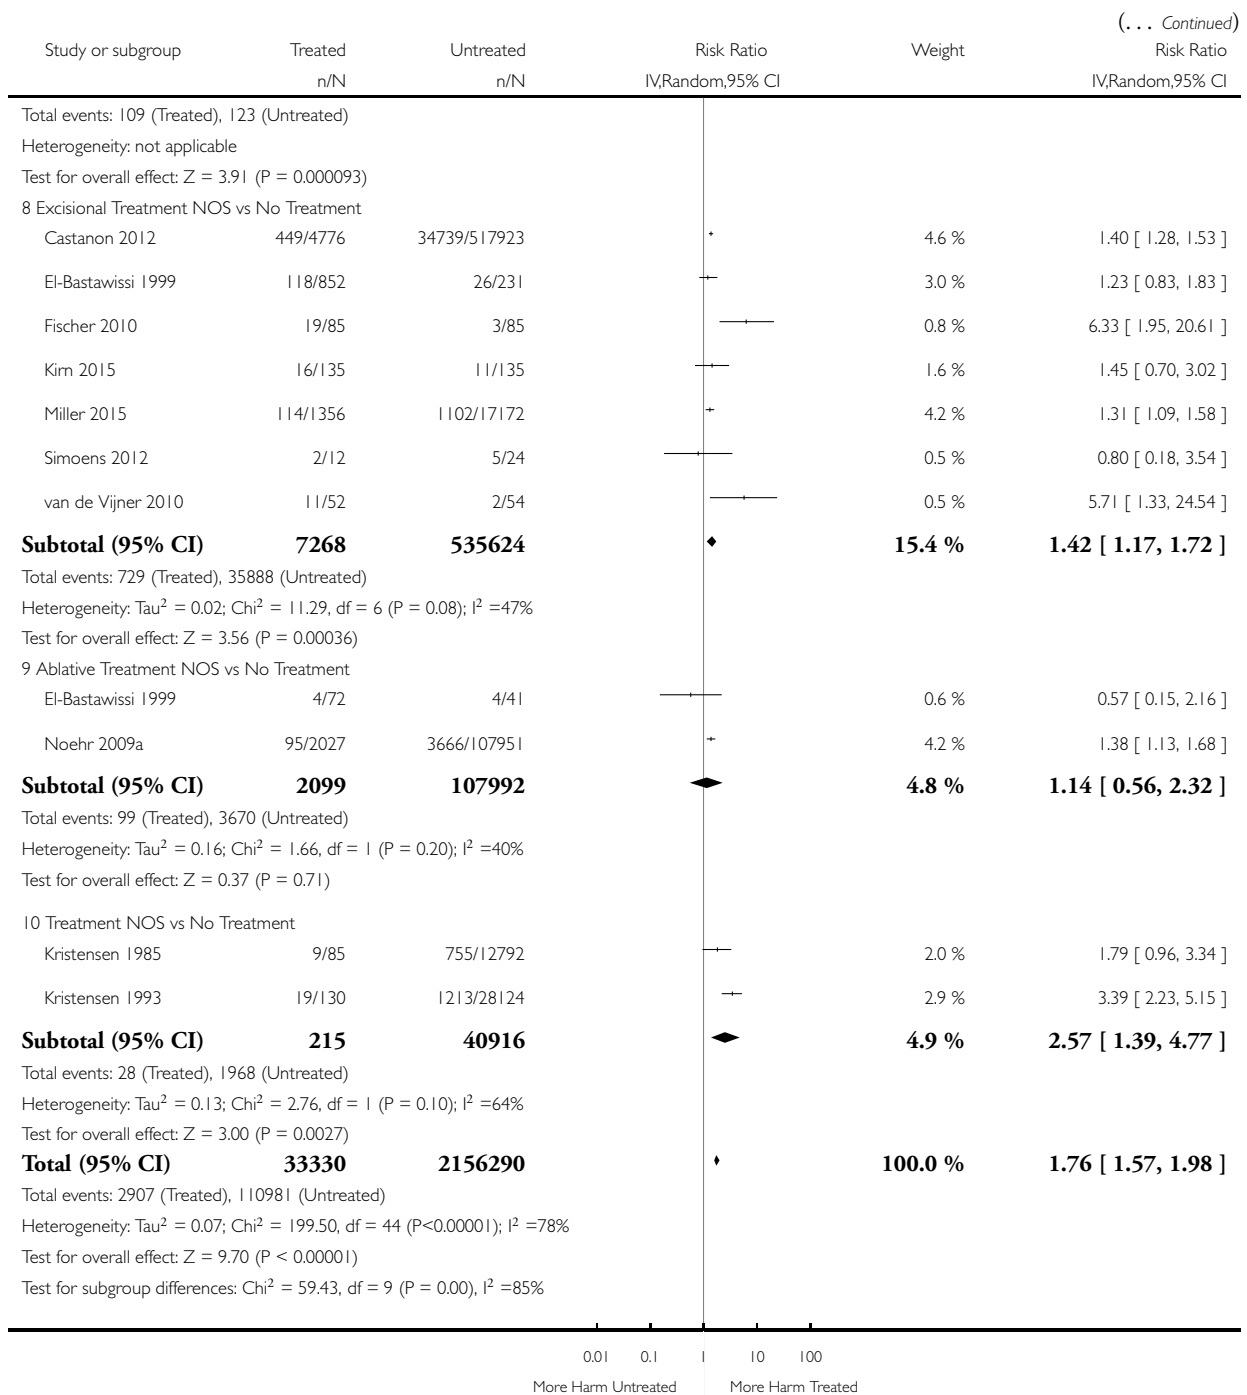 (... Continued)
Study or subgroup Treated Untreated Risk Ratio Weight Risk Ratio
n/N n/N IV,Random,95% CI IV,Random,95% CI
Total events: 109 (Treated), 123 (Untreated)
Heterogeneity: not applicable
Test for overall effect: Z = 3.91 (P = 0.000093)
8 Excisional Treatment NOS vs No Treatment
Castanon 2012 449/4776 34739/517923 4.6 % 1.40 [ 1.28, 1.53 ]
El-Bastawissi 1999 118/852 26/231 3.0 % 1.23 [ 0.83, 1.83 ]
Fischer 2010 19/85 3/85 0.8 % 6.33 [ 1.95, 20.61 ]
Kirn 2015 16/135 11/135 1.6 % 1.45 [ 0.70, 3.02 ]
Miller 2015 114/1356 1102/17172 4.2 % 1.31 [ 1.09, 1.58 ]
Simoens 2012 2/12 5/24 0.5 % 0.80 [ 0.18, 3.54 ]
van de Vijner 2010 11/52 2/54 0.5 % 5.71 [ 1.33, 24.54 ]
Subtotal (95% CI) 7268 535624 15.4 % 1.42 [ 1.17, 1.72 ]
Total events: 729 (Treated), 35888 (Untreated)
Heterogeneity: Tau² = 0.02; Chi² = 11.29, df = 6 (P = 0.08); I² =47%
Test for overall effect: Z = 3.56 (P = 0.00036)
9 Ablative Treatment NOS vs No Treatment
El-Bastawissi 1999 4/72 4/41 0.6 % 0.57 [ 0.15, 2.16 ]
Noehr 2009a 95/2027 3666/107951 4.2 % 1.38 [ 1.13, 1.68 ]
Subtotal (95% CI) 2099 107992 4.8 % 1.14 [ 0.56, 2.32 ]
Total events: 99 (Treated), 3670 (Untreated)
Heterogeneity: Tau² = 0.16; Chi² = 1.66, df = 1 (P = 0.20); I² =40%
Test for overall effect: Z = 0.37 (P = 0.71)
10 Treatment NOS vs No Treatment
Kristensen 1985 9/85 755/12792 2.0 % 1.79 [ 0.96, 3.34 ]
Kristensen 1993 19/130 1213/28124 2.9 % 3.39 [ 2.23, 5.15 ]
Subtotal (95% CI) 215 40916 4.9 % 2.57 [ 1.39, 4.77 ]
Total events: 28 (Treated), 1968 (Untreated)
Heterogeneity: Tau² = 0.13; Chi² = 2.76, df = 1 (P = 0.10); I² =64%
Test for overall effect: Z = 3.00 (P = 0.0027)
Total (95% CI) 33330 2156290 100.0 % 1.76 [ 1.57, 1.98 ]
Total events: 2907 (Treated), 110981 (Untreated)
Heterogeneity: Tau² = 0.07; Chi² = 199.50, df = 44 (P<0.00001); I² =78%
Test for overall effect: Z = 9.70 (P < 0.00001)
Test for subgroup differences: Chi² = 59.43, df = 9 (P = 0.00), I² =85%
0.01 0.1 1 10 100
More Harm Untreated More Harm Treated